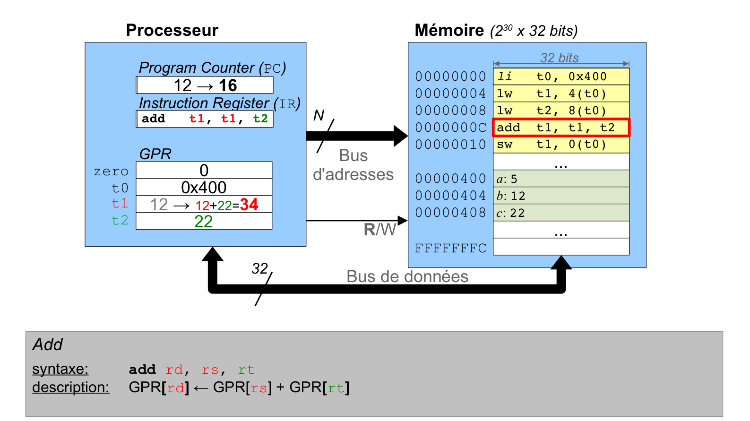 Processeur
Program Counter (PC)
12 → 16
Instruction Register (IR)
add t1, t1, t2
GPR
zero 0
t0 0x400
t1 12 → 12+22=34
t2 22
N
Bus
d'adresses
R/W
32
Bus de données
Mémoire (2³⁰ x 32 bits)
32 bits
00000000 li t0, 0x400
00000004 lw t1, 4(t0)
00000008 lw t2, 8(t0)
0000000C add t1, t1, t2
00000010 sw t1, 0(t0)
...
00000400 a: 5
00000404 b: 12
00000408 c: 22
...
FFFFFFFC
Add
syntaxe: add rd, rs, rt
description: GPR[rd] ← GPR[rs] + GPR[rt]